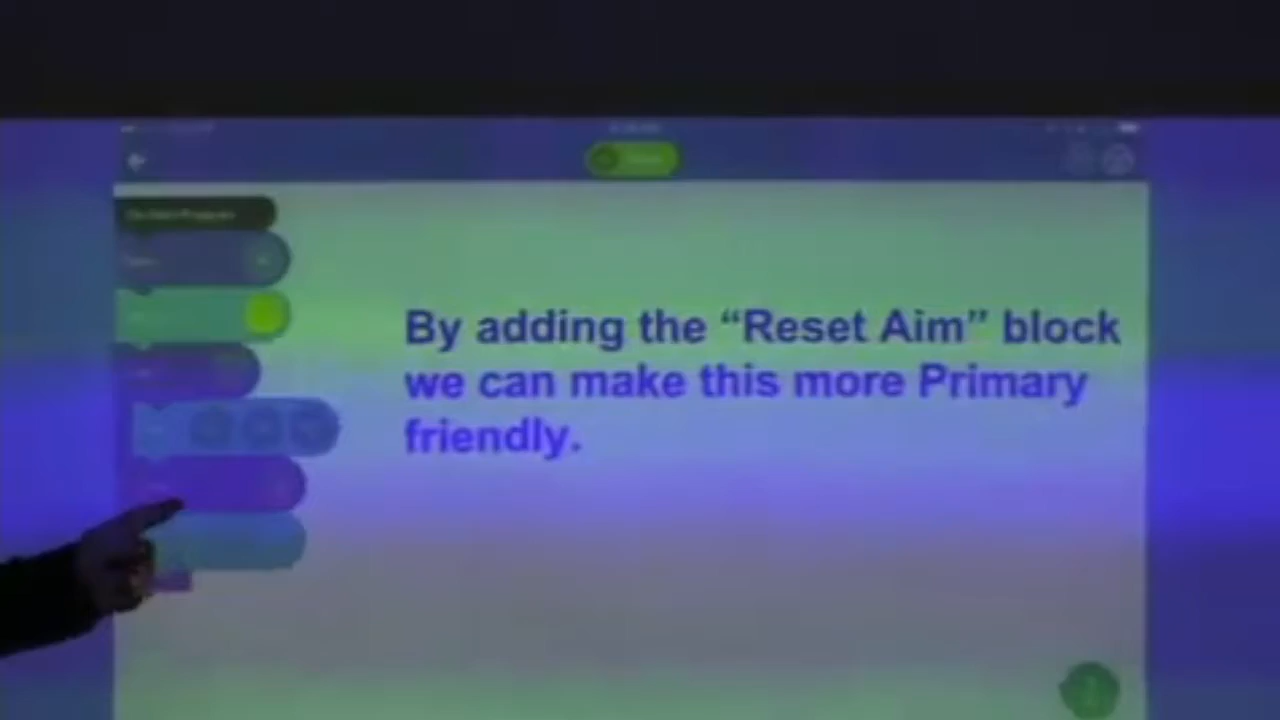 By adding the “Reset Aim” block
we can make this more Primary
friendly.